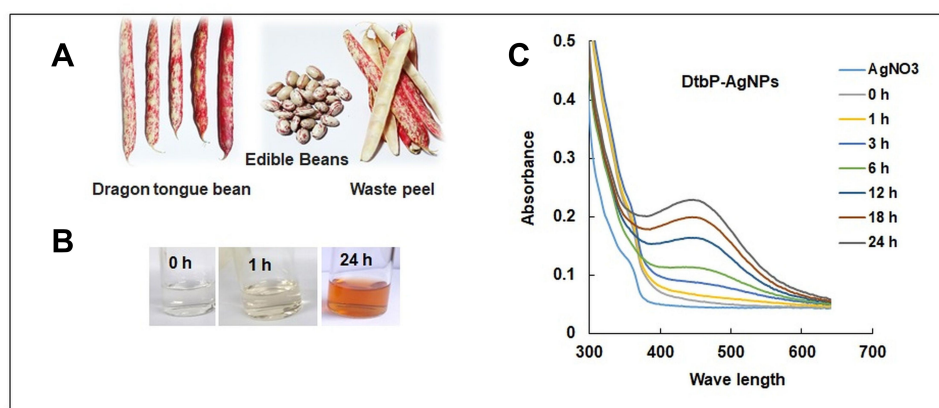 A
Edible Beans
Dragon tongue bean
Waste peel
B
0 h
1 h
24 h
C
DtbP-AgNPs
Absorbance
0.5
0.4
0.3
0.2
0.1
0
300 400 500 600 700
Wave length
AgNO3
0 h
1 h
3 h
6 h
12 h
18 h
24 h